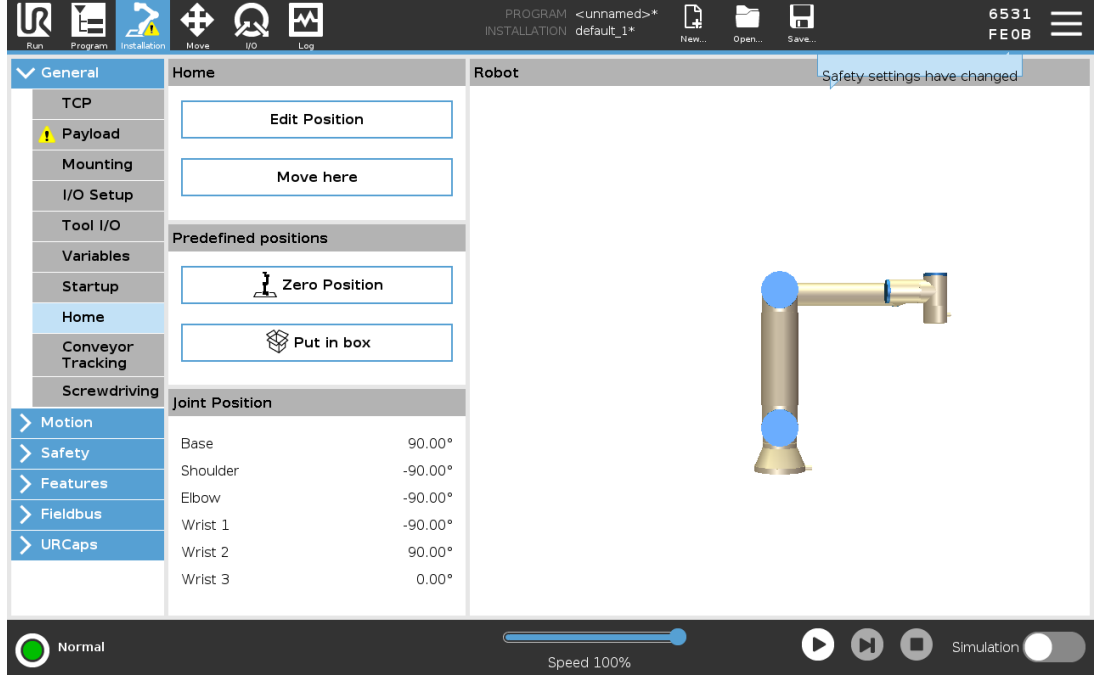 PROGRAM <unnamed>*
INSTALLATION default_1*
Run Program Installation Move I/O Log
New... Open... Save...
6531
FE0B
Safety settings have changed
General
TCP
Payload
Mounting
I/O Setup
Tool I/O
Variables
Startup
Home
Conveyor
Tracking
Screwdriving
Motion
Safety
Features
Fieldbus
URCaps
Home
Edit Position
Move here
Predefined positions
Zero Position
Put in box
Joint Position
Base 90.00°
Shoulder -90.00°
Elbow -90.00°
Wrist 1 -90.00°
Wrist 2 90.00°
Wrist 3 0.00°
Robot
Normal
Speed 100%
Simulation